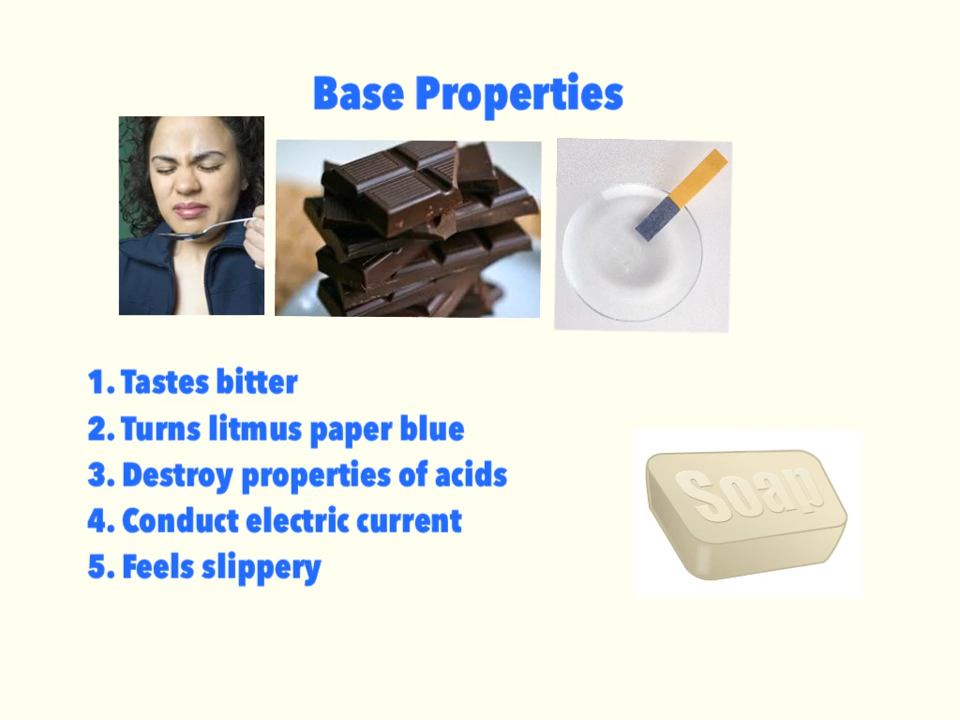 Base Properties
1. Tastes bitter
2. Turns litmus paper blue
3. Destroy properties of acids
4. Conduct electric current
5. Feels slippery
Soap